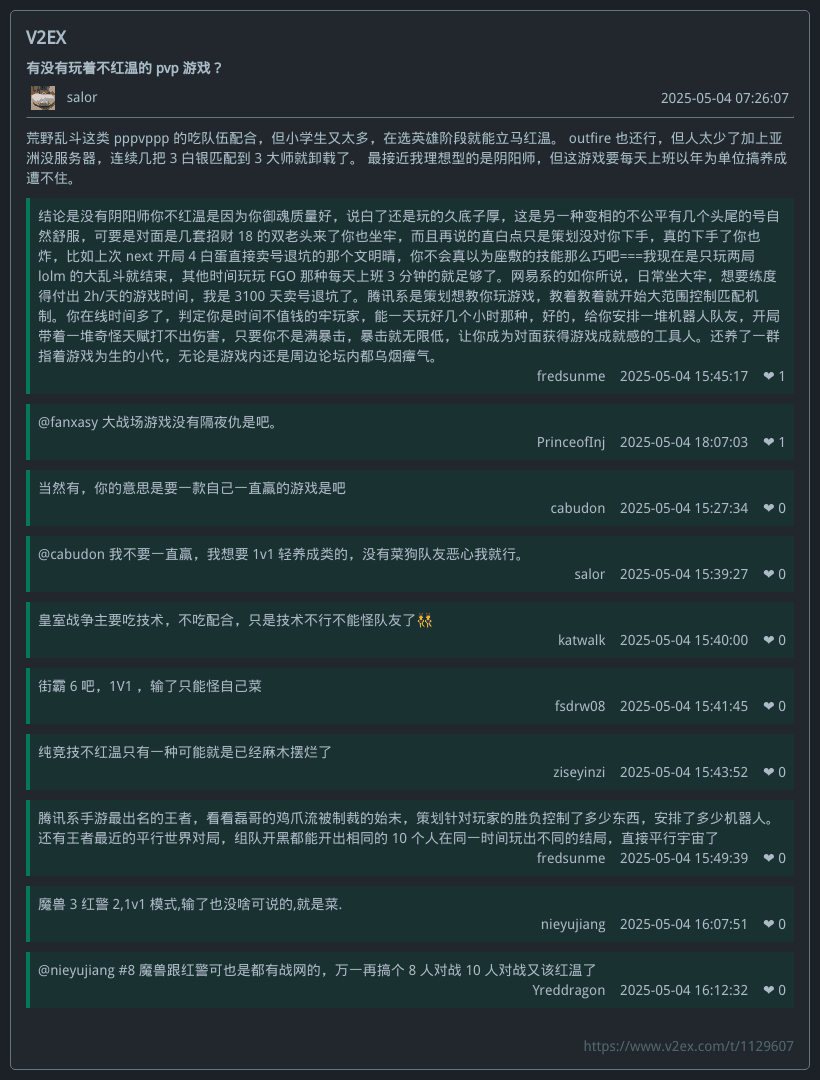 V2EX
有没有玩着不红温的 pvp 游戏？
salor
2025-05-04 07:26:07
荒野乱斗这类 pppvppp 的吃队伍配合，但小学生又太多，在选英雄阶段就能立马红温。 outfire 也还行，但人太少了加上亚
洲没服务器，连续几把 3 白银匹配到 3 大师就卸载了。 最接近我理想型的是阴阳师，但这游戏要每天上班以年为单位搞养成
遭不住。
结论是没有阴阳师你不红温是因为你御魂质量好，说白了还是玩的久底子厚，这是另一种变相的不公平有几个头尾的号自
然舒服，可要是对面是几套招财 18 的双老头来了你也坐牢，而且再说的直白点只是策划没对你下手，真的下手了你也
炸，比如上次 next 开局 4 白蛋直接卖号退坑的那个文明晴，你不会真以为座敷的技能那么巧吧===我现在是只玩两局
lolm 的大乱斗就结束，其他时间玩玩 FGO 那种每天上班 3 分钟的就足够了。网易系的如你所说，日常坐大牢，想要练度
得付出 2h/天的游戏时间，我是 3100 天卖号退坑了。腾讯系是策划想教你玩游戏，教着教着就开始大范围控制匹配机
制。你在线时间多了，判定你是时间不值钱的牢玩家，能一天玩好几个小时那种，好的，给你安排一堆机器人队友，开局
带着一堆奇怪天赋打不出伤害，只要你不是满暴击，暴击就无限低，让你成为对面获得游戏成就感的工具人。还养了一群
指着游戏为生的小代，无论是游戏内还是周边论坛内都乌烟瘴气。
fredsunme 2025-05-04 15:45:17 ❤ 1
@fanxasy 大战场游戏没有隔夜仇是吧。
PrinceofInj 2025-05-04 18:07:03 ❤ 1
当然有，你的意思是要一款自己一直赢的游戏是吧
cabudon 2025-05-04 15:27:34 ❤ 0
@cabudon 我不要一直赢，我想要 1v1 轻养成类的，没有菜狗队友恶心我就行。
salor 2025-05-04 15:39:27 ❤ 0
皇室战争主要吃技术，不吃配合，只是技术不行不能怪队友了👯
katwalk 2025-05-04 15:40:00 ❤ 0
街霸 6 吧，1V1 ，输了只能怪自己菜
fsdrw08 2025-05-04 15:41:45 ❤ 0
纯竞技不红温只有一种可能就是已经麻木摆烂了
ziseyinzi 2025-05-04 15:43:52 ❤ 0
腾讯系手游最出名的王者，看看磊哥的鸡爪流被制裁的始末，策划针对玩家的胜负控制了多少东西，安排了多少机器人。
还有王者最近的平行世界对局，组队开黑都能开出相同的 10 个人在同一时间玩出不同的结局，直接平行宇宙了
fredsunme 2025-05-04 15:49:39 ❤ 0
魔兽 3 红警 2,1v1 模式,输了也没啥可说的,就是菜.
nieyujiang 2025-05-04 16:07:51 ❤ 0
@nieyujiang #8 魔兽跟红警可也是都有战网的，万一再搞个 8 人对战 10 人对战又该红温了
Yreddragon 2025-05-04 16:12:32 ❤ 0
https://www.v2ex.com/t/1129607